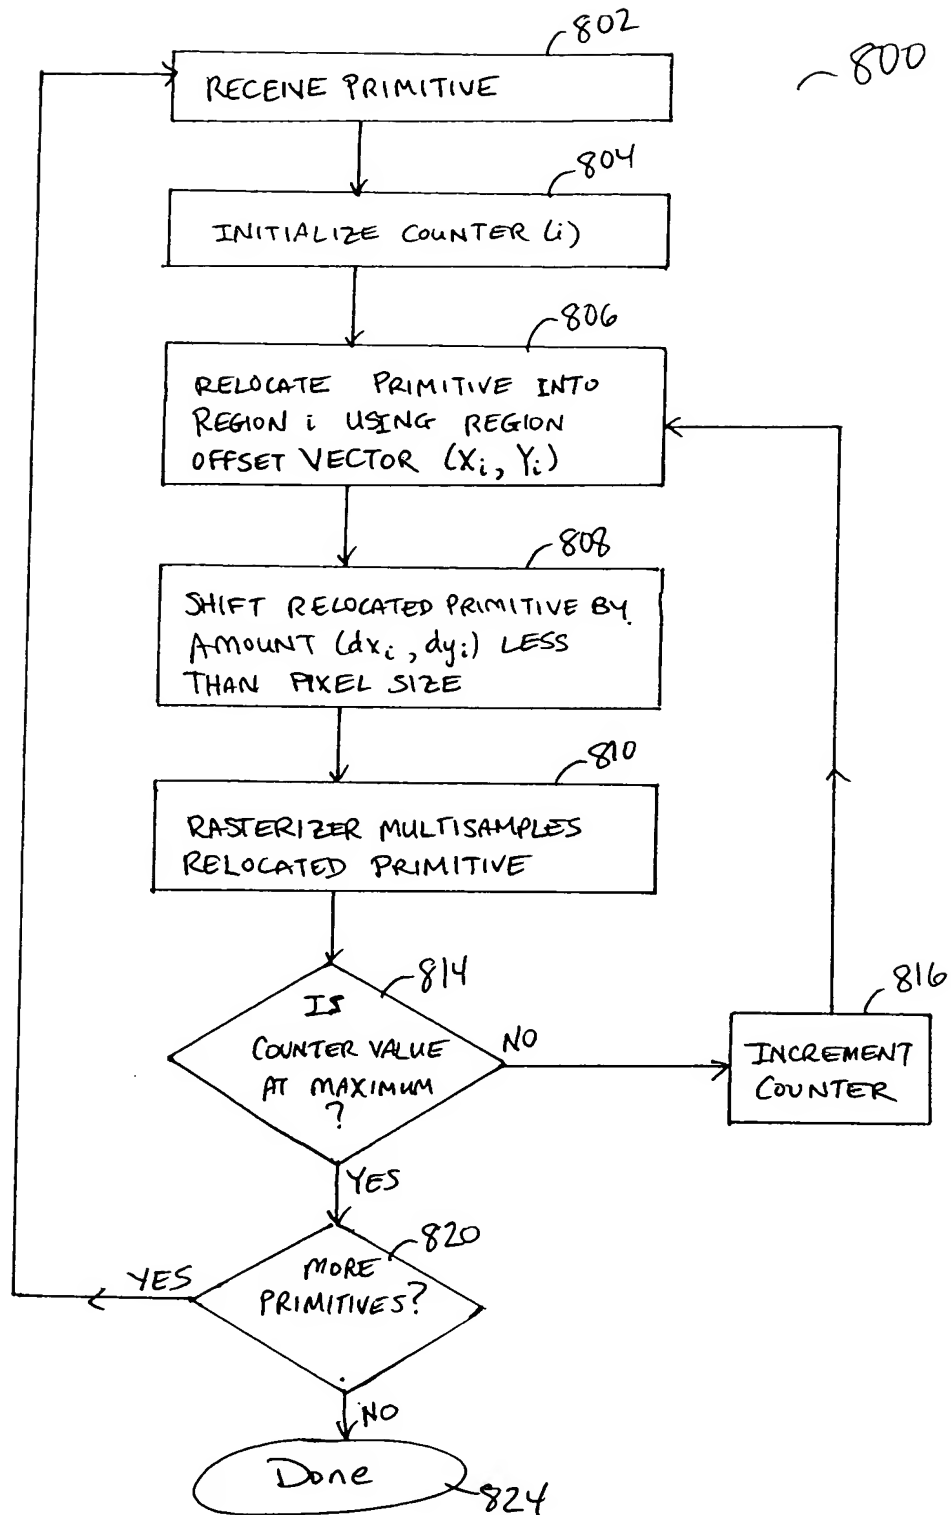 802
800
RECEIVE PRIMITIVE
804
INITIALIZE COUNTER (i)
806
RELOCATE PRIMITIVE INTO
REGION i USING REGION
OFFSET VECTOR (Xi, Yi)
808
SHIFT RELOCATED PRIMITIVE BY
AMOUNT (dxi, dyi) LESS
THAN PIXEL SIZE
810
RASTERIZER MULTISAMPLES
RELOCATED PRIMITIVE
814
IS
COUNTER VALUE
AT MAXIMUM
?
NO
816
INCREMENT
COUNTER
YES
820
MORE
PRIMITIVES?
YES
NO
Done
824